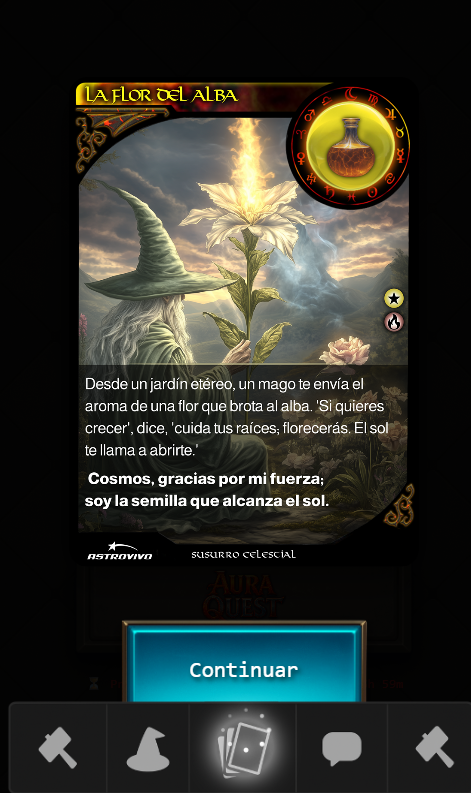 La Flor del Alba
Desde un jardín etéreo, un mago te envía el
aroma de una flor que brota al alba. 'Si quieres
crecer', dice, 'cuida tus raíces; florecerás. El sol
te llama a abrirte.'
Cosmos, gracias por mi fuerza;
soy la semilla que alcanza el sol.
ASTROVIVO
Susurro Celestial
Aura
Quest
Continuar